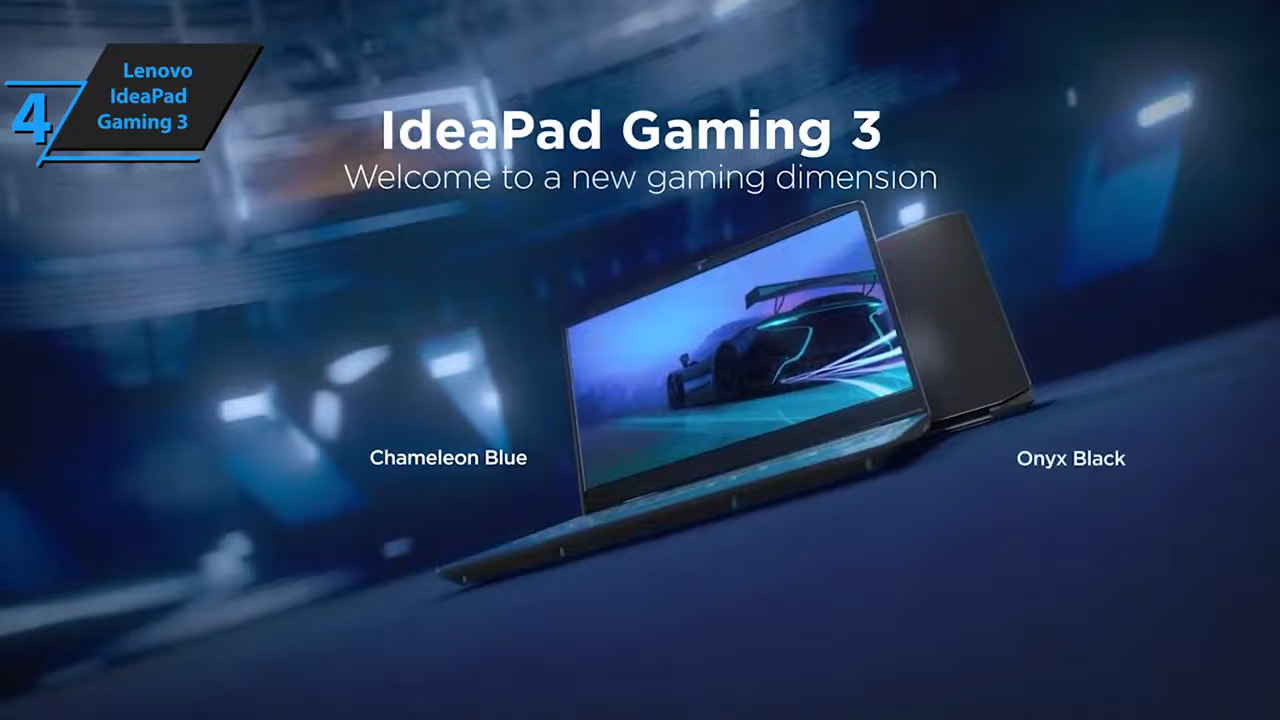 4
Lenovo
IdeaPad
Gaming 3
IdeaPad Gaming 3
Welcome to a new gaming dimension
Chameleon Blue
Onyx Black